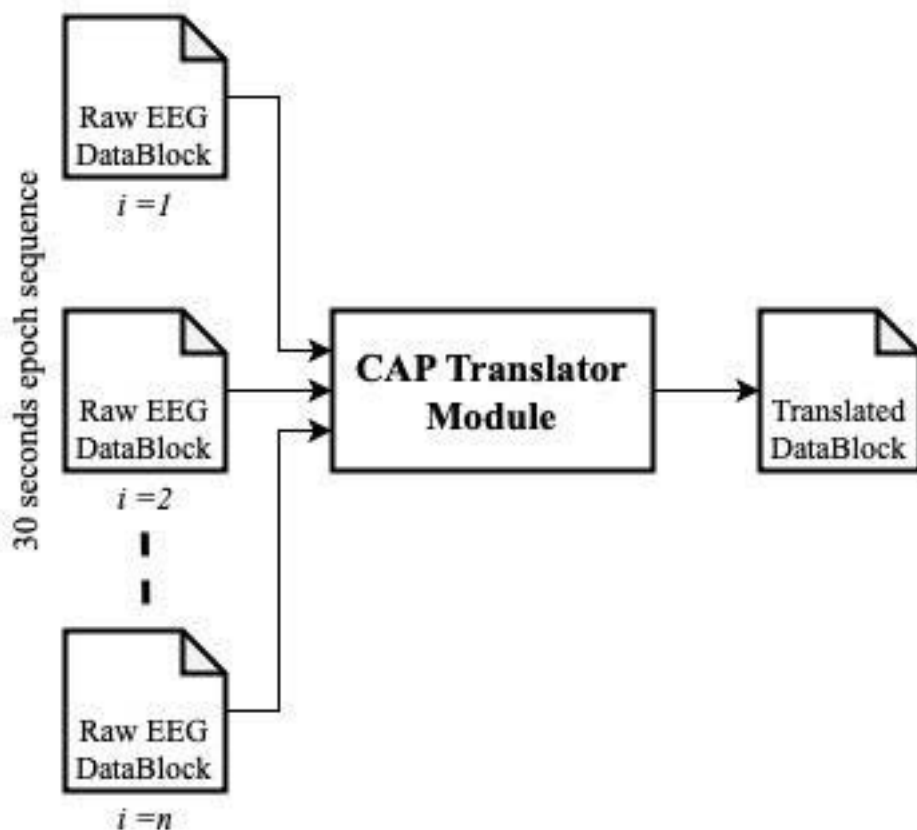 30 seconds epoch sequence
Raw EEG
DataBlock
i =1
Raw EEG
DataBlock
i =2
Raw EEG
DataBlock
i =n
CAP Translator
Module
Translated
DataBlock